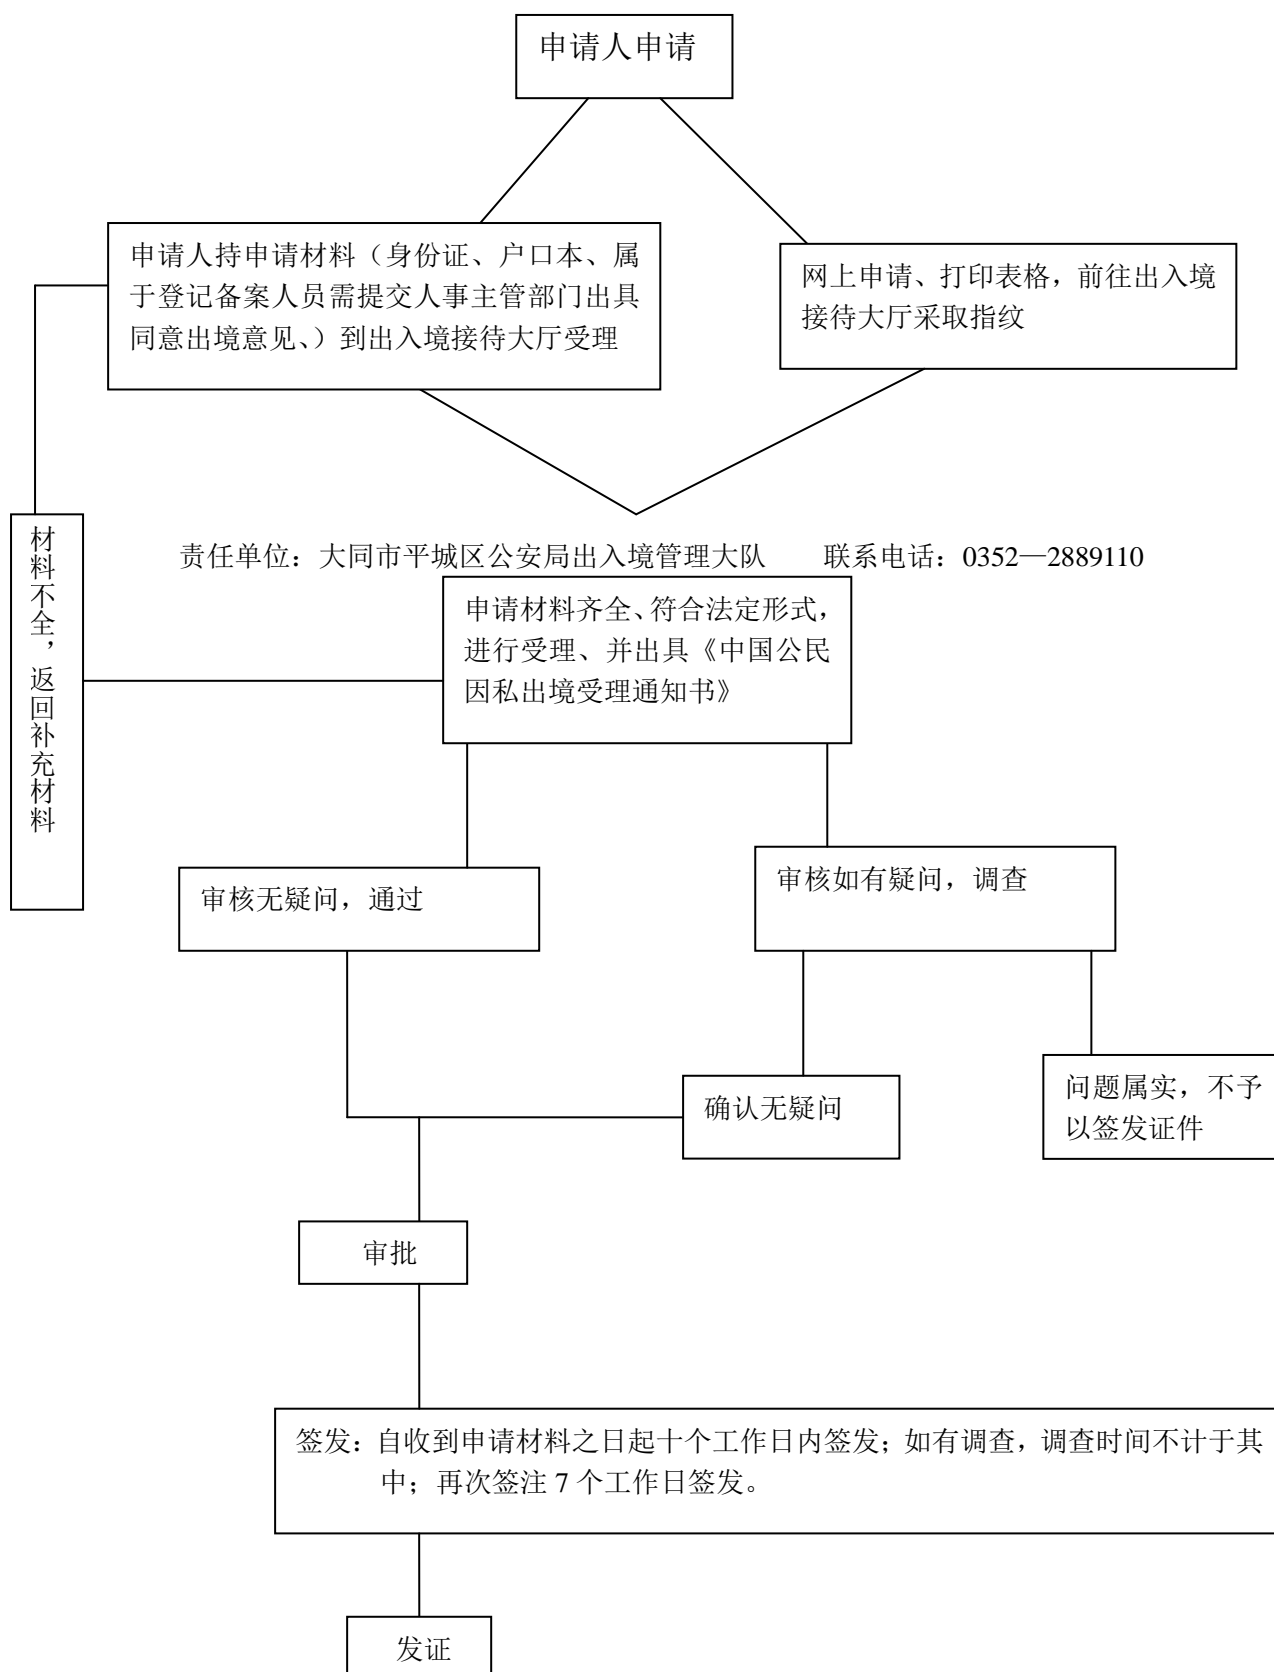 申请人申请
申请人持申请材料（身份证、户口本、属
于登记备案人员需提交人事主管部门出具
同意出境意见、）到出入境接待大厅受理
网上申请、打印表格，前往出入境
接待大厅采取指纹
材料不全，返回补充材料
责任单位：大同市平城区公安局出入境管理大队 联系电话：0352—2889110
申请材料齐全、符合法定形式，
进行受理、并出具《中国公民
因私出境受理通知书》
审核无疑问，通过
审核如有疑问，调查
确认无疑问
问题属实，不予
以签发证件
审批
签发：自收到申请材料之日起十个工作日内签发；如有调查，调查时间不计于其
中；再次签注 7 个工作日签发。
发证